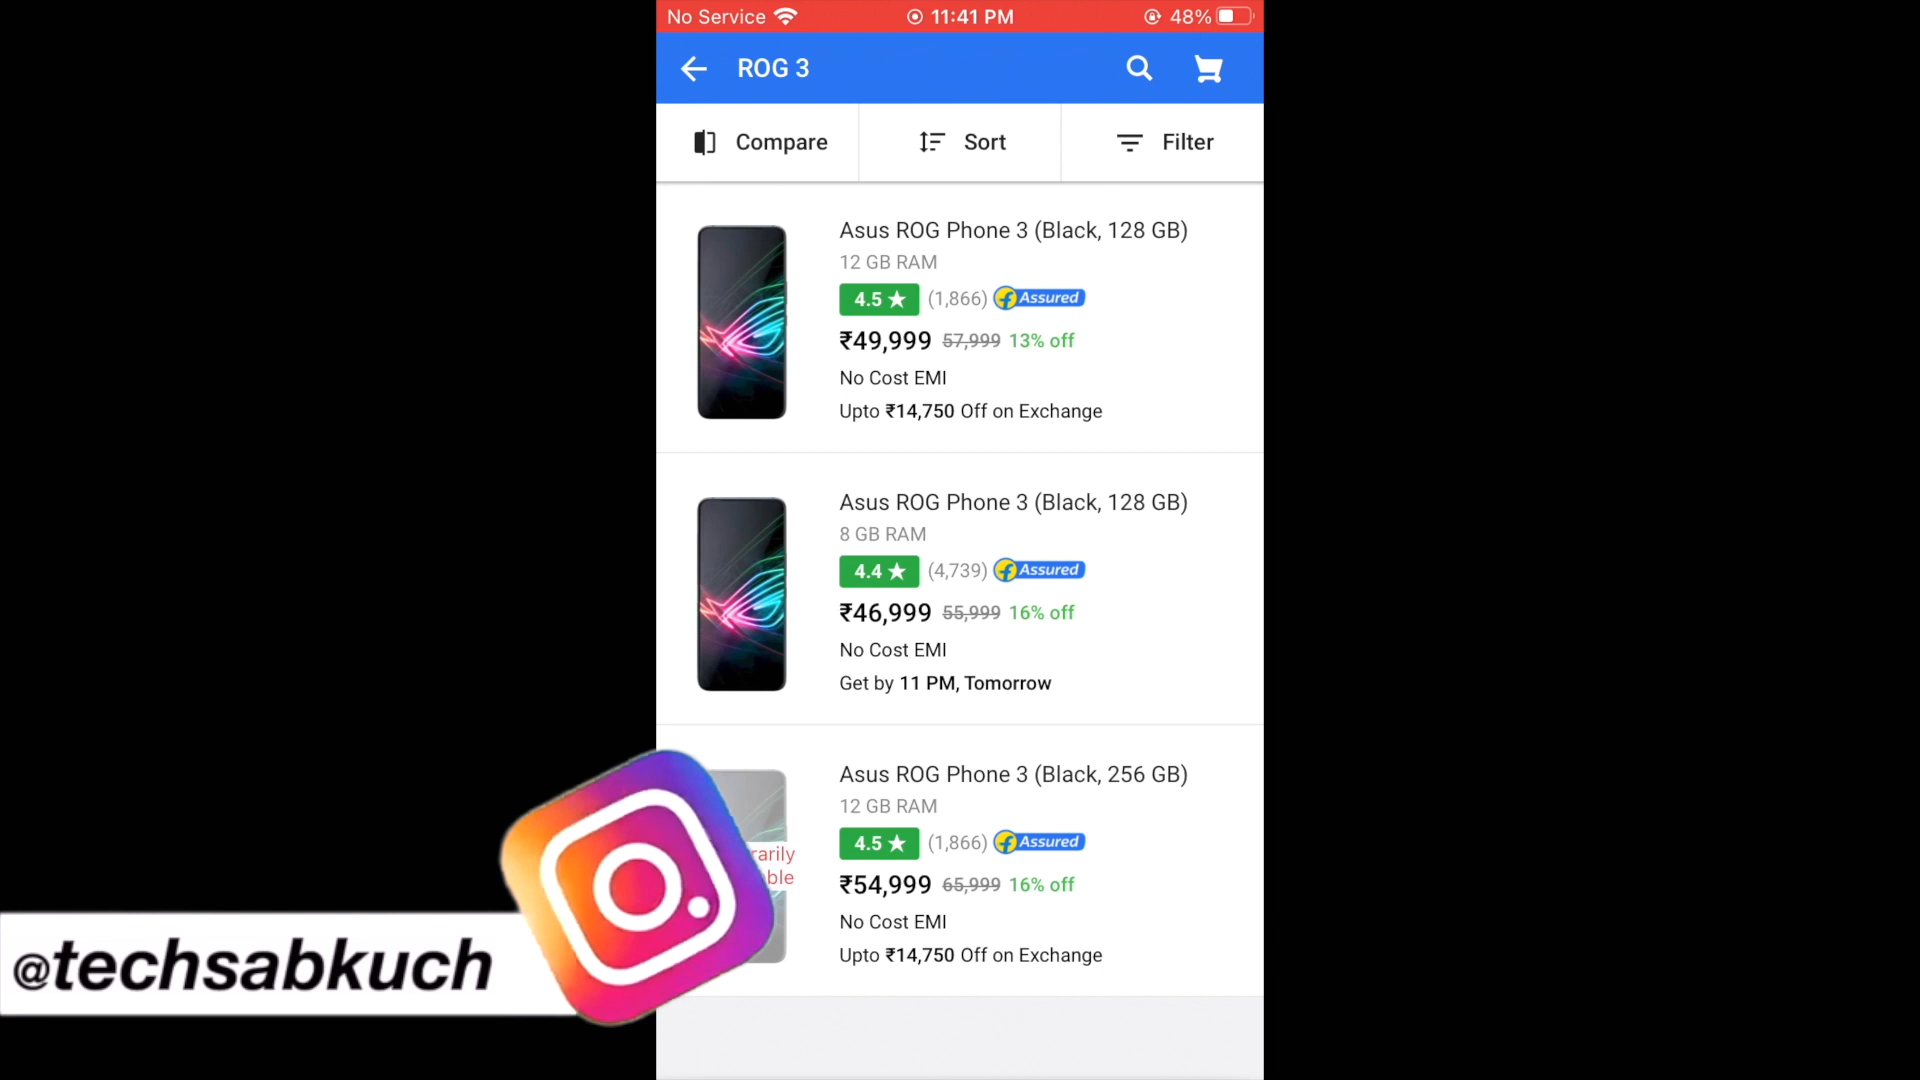 No Service 11:41 PM 48%
ROG 3
Compare Sort Filter
Asus ROG Phone 3 (Black, 128 GB)
12 GB RAM
4.5 ★ (1,866) f Assured
₹49,999 57,999 13% off
No Cost EMI
Upto ₹14,750 Off on Exchange
Asus ROG Phone 3 (Black, 128 GB)
8 GB RAM
4.4 ★ (4,739) f Assured
₹46,999 55,999 16% off
No Cost EMI
Get by 11 PM, Tomorrow
Asus ROG Phone 3 (Black, 256 GB)
12 GB RAM
4.5 ★ (1,866) f Assured
rarily
ble
₹54,999 65,999 16% off
No Cost EMI
Upto ₹14,750 Off on Exchange
@techsabkuch